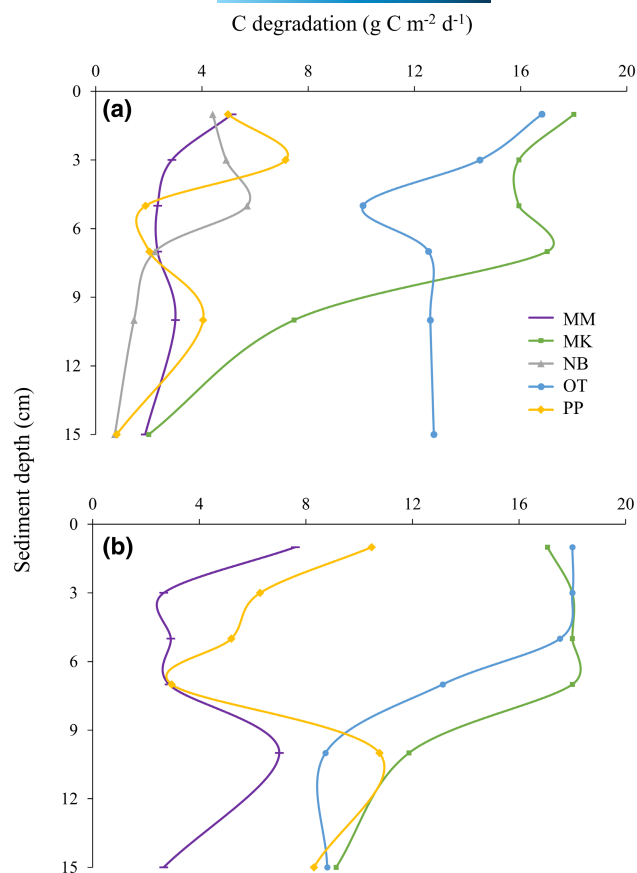 C degradation (g C m⁻² d⁻¹)
0 4 8 12 16 20
(a)
0
3
6
9
12
15
MM
MK
NB
OT
PP
Sediment depth (cm)
0 4 8 12 16 20
(b)
0
3
6
9
12
15